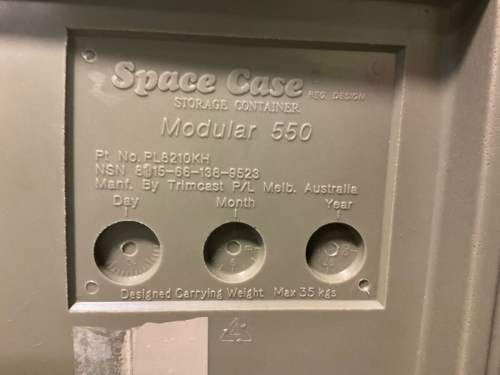 Space Case REG. DESIGN
STORAGE CONTAINER
Modular 550
Pt No. PL8210KH
NSN 8115-66-138-9523
Manf. By Trimcast P/L Melb. Australia
Day Month Year
Designed Carrying Weight Max 35 kgs